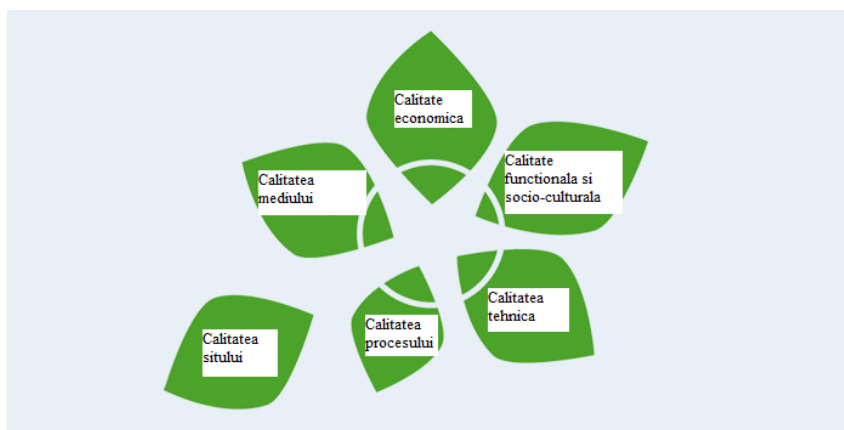 Calitate
economica
Calitate
functionala si
socio-culturala
Calitatea
mediului
Calitatea
tehnica
Calitatea
procesului
Calitatea
sitului